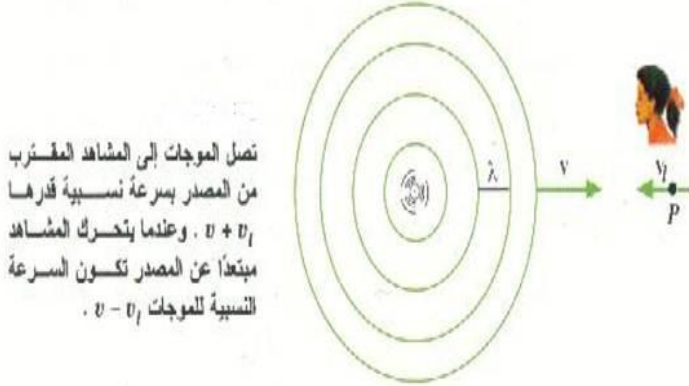 تصل الموجات إلى المشاهد المقترب
من المصدر بسرعة نسبية قدرها
v + v_l . وعندما يتحرك المشاهد
مبتعدًا عن المصدر تكون السرعة
النسبية للموجات v - v_l .
λ
v
v_l
P